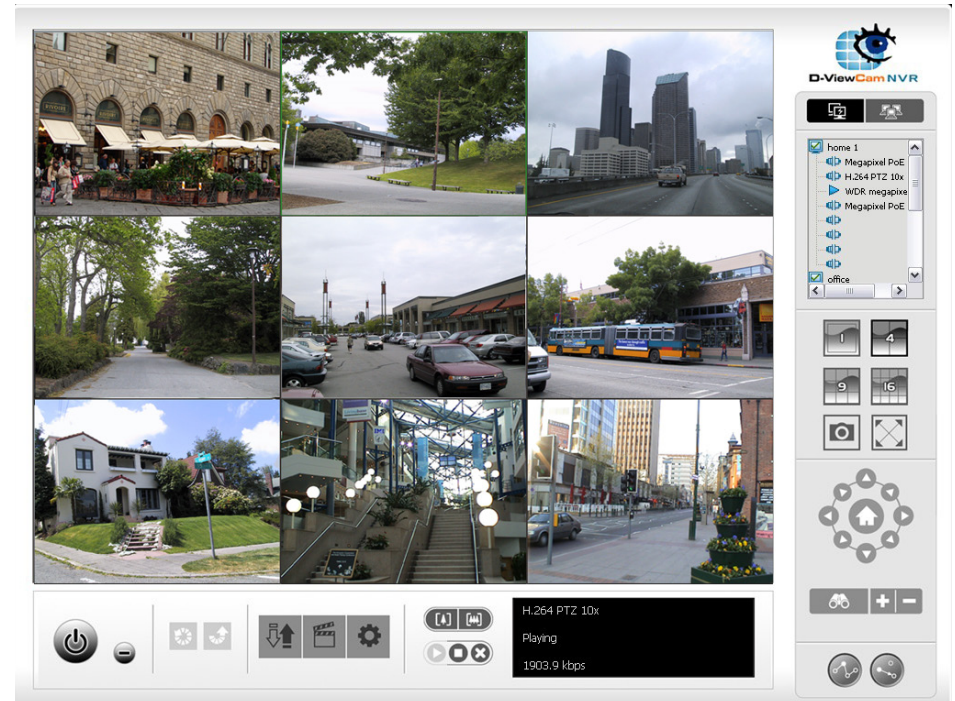 D-ViewCam NVR
home 1
Megapixel PoE
H.264 PTZ 10x
WDR megapixe
Megapixel PoE
office
1
4
9
16
H.264 PTZ 10x
Playing
1903.9 kbps